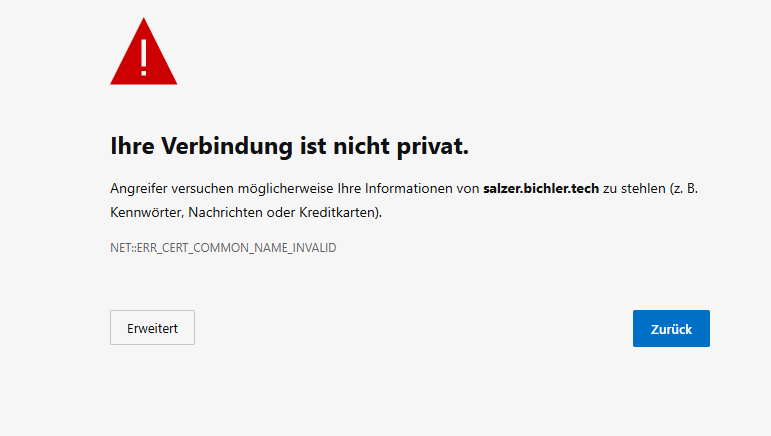 Ihre Verbindung ist nicht privat.
Angreifer versuchen möglicherweise Ihre Informationen von salzer.bichler.tech zu stehlen (z. B.
Kennwörter, Nachrichten oder Kreditkarten).
NET::ERR_CERT_COMMON_NAME_INVALID
Erweitert
Zurück